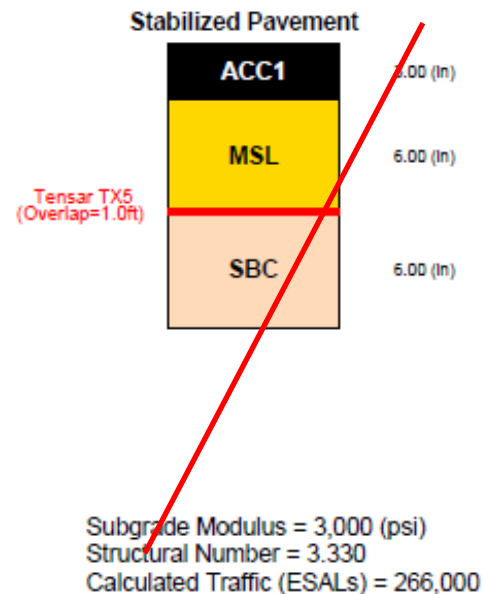 Stabilized Pavement
ACC1
3.00 (in)
MSL
6.00 (in)
Tensar TX5
(Overlap=1.0ft)
SBC
6.00 (in)
Subgrade Modulus = 3,000 (psi)
Structural Number = 3.330
Calculated Traffic (ESALs) = 266,000